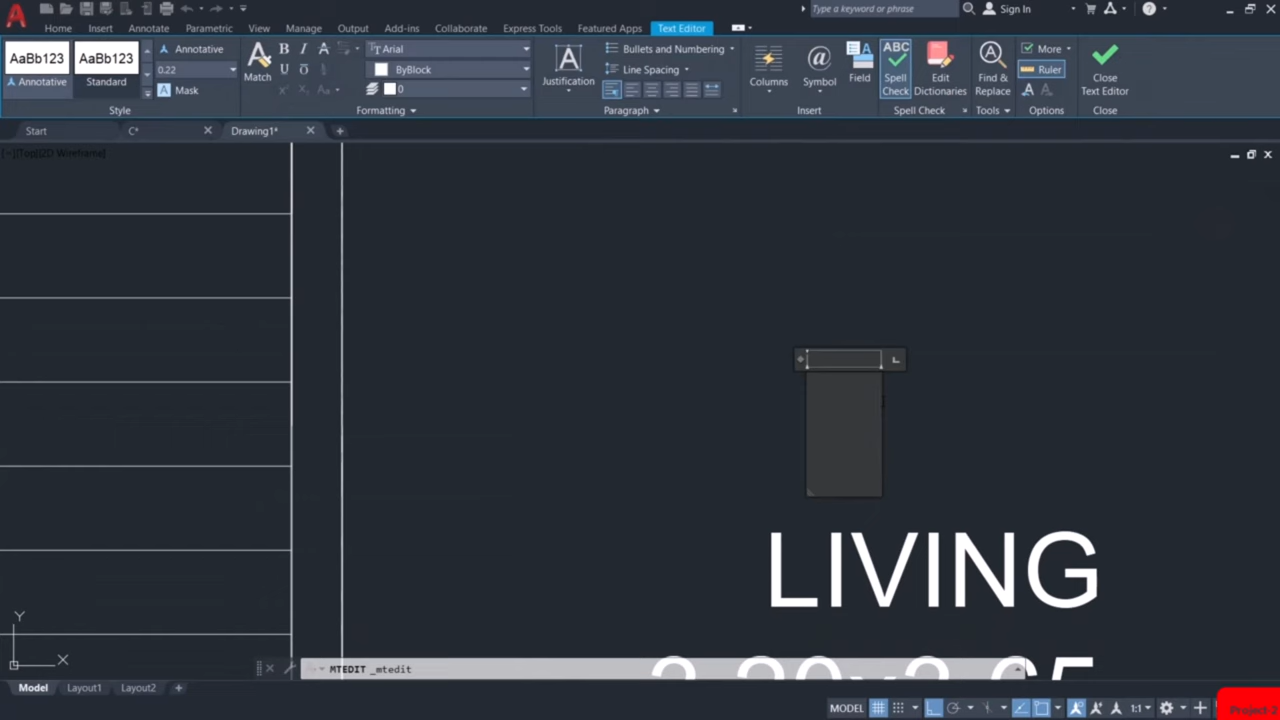 Type a keyword or phrase
Sign In
Home Insert Annotate Parametric View Manage Output Add-ins Collaborate Express Tools Featured Apps Text Editor
AaBb123 AaBb123
Annotative Standard
Annotative
0.22
Mask
Style
Match
B I A
U O
Aa
Formatting
Arial
ByBlock
0
Justification
Bullets and Numbering
Line Spacing
Paragraph
Columns
Symbol
@
Field
Insert
ABC
Spell Check
Edit Dictionaries
Spell Check
Find & Replace
Tools
More
Ruler
Options
Close Text Editor
Close
Start C* Drawing1*
[−][Top][2D Wireframe]
LIVING
Y
X
MTEDIT _mtedit
Model Layout1 Layout2
MODEL
1:1